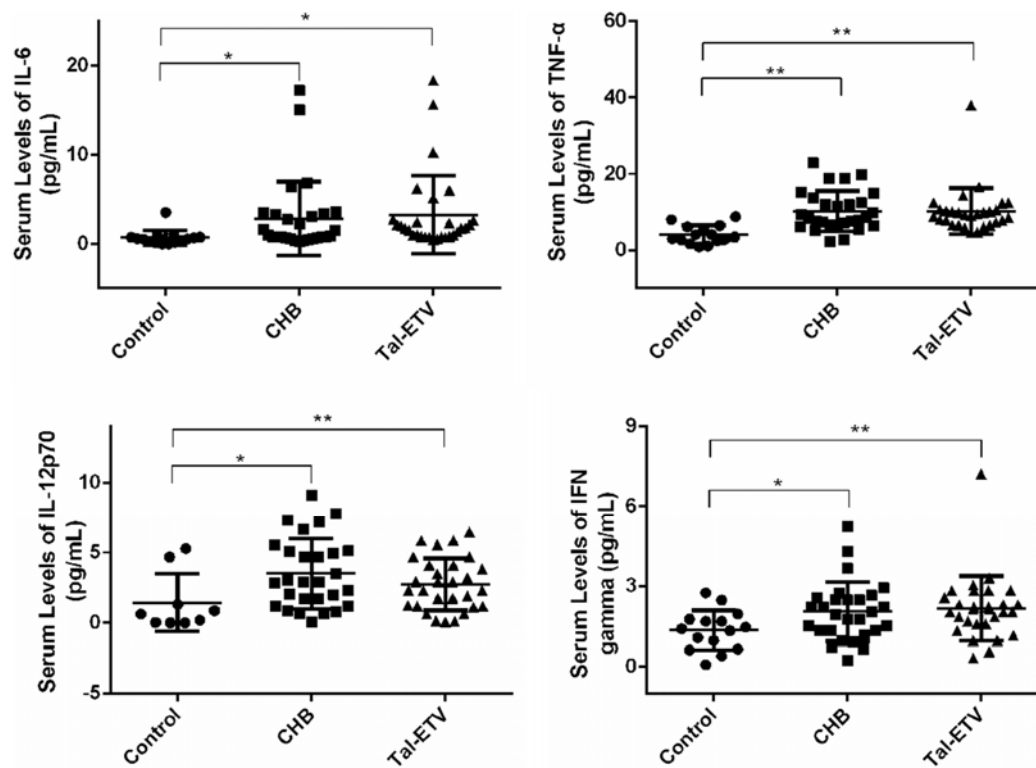 Serum Levels of IL-6
(pg/mL)
20
10
0
*
*
Control
CHB
Tal-ETV
Serum Levels of TNF-α
(pg/mL)
60
40
20
0
**
**
Control
CHB
Tal-ETV
Serum Levels of IL-12p70
(pg/mL)
10
5
0
-5
**
*
Control
CHB
Tal-ETV
Serum Levels of IFN
gamma (pg/mL)
9
6
3
0
**
*
Control
CHB
Tal-ETV